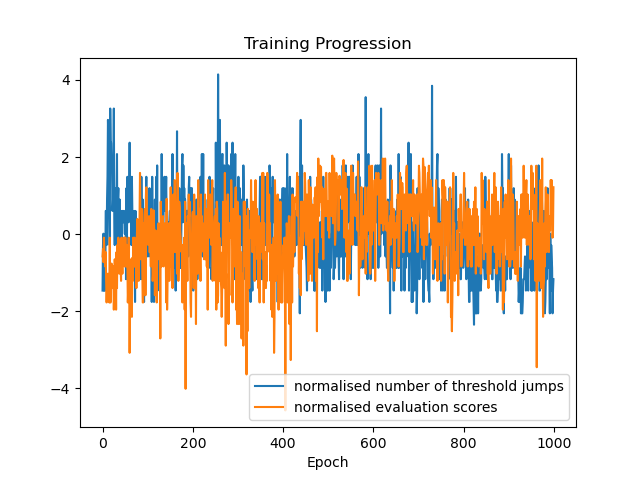 Training Progression
4
2
0
−2
−4
normalised number of threshold jumps
normalised evaluation scores
0 200 400 600 800 1000
Epoch